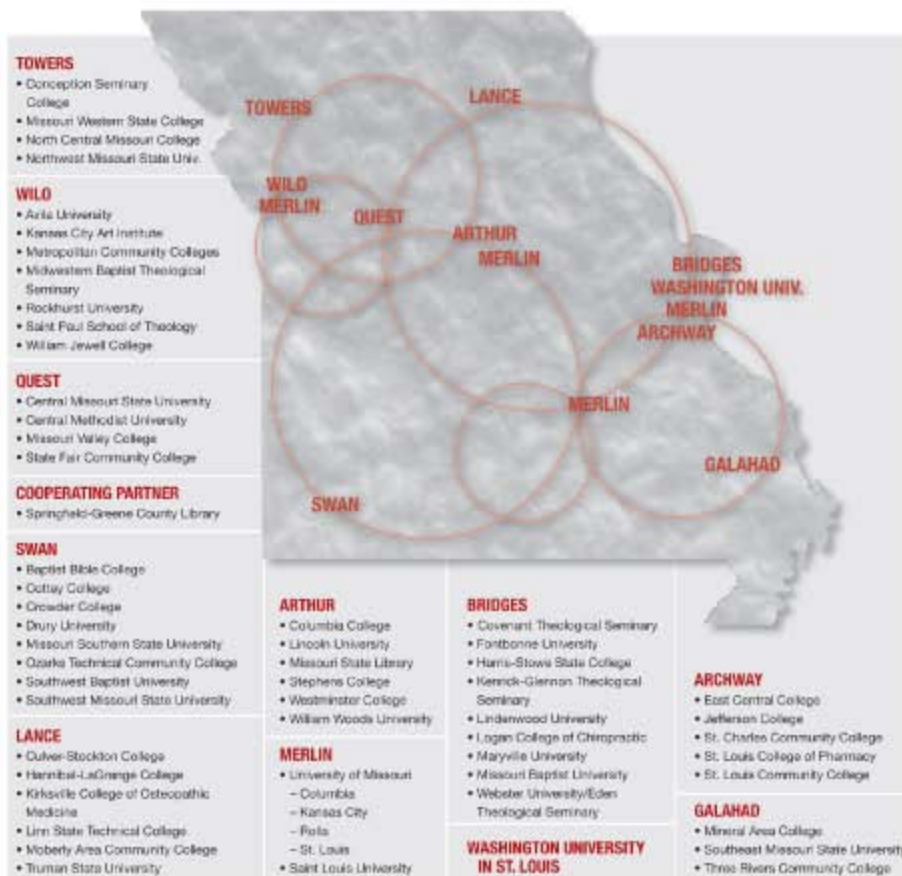 TOWERS
• Conception Seminary
College
• Missouri Western State College
• North Central Missouri College
• Northwest Missouri State Univ.
WILO
• Avila University
• Kansas City Art Institute
• Metropolitan Community Colleges
• Midwestern Baptist Theological
Seminary
• Rockhurst University
• Saint Paul School of Theology
• William Jewell College
QUEST
• Central Missouri State University
• Central Methodist University
• Missouri Valley College
• State Fair Community College
COOPERATING PARTNER
• Springfield-Greene County Library
SWAN
• Baptist Bible College
• Cottey College
• Crowder College
• Drury University
• Missouri Southern State University
• Ozarks Technical Community College
• Southwest Baptist University
• Southwest Missouri State University
LANCE
• Culver-Stockton College
• Hannibal-LaGrange College
• Kirksville College of Osteopathic
Medicine
• Linn State Technical College
• Moberly Area Community College
• Truman State University
TOWERS
LANCE
WILO
MERLIN
QUEST
ARTHUR
MERLIN
BRIDGES
WASHINGTON UNIV.
MERLIN
ARCHWAY
MERLIN
GALAHAD
SWAN
ARTHUR
• Columbia College
• Lincoln University
• Missouri State Library
• Stephens College
• Westminster College
• William Woods University
MERLIN
• University of Missouri
– Columbia
– Kansas City
– Rolla
– St. Louis
• Saint Louis University
BRIDGES
• Covenant Theological Seminary
• Fontbonne University
• Harris-Stowe State College
• Kenrick-Glennon Theological
Seminary
• Lindenwood University
• Logan College of Chiropractic
• Maryville University
• Missouri Baptist University
• Webster University/Eden
Theological Seminary
WASHINGTON UNIVERSITY
IN ST. LOUIS
ARCHWAY
• East Central College
• Jefferson College
• St. Charles Community College
• St. Louis College of Pharmacy
• St. Louis Community College
GALAHAD
• Mineral Area College
• Southeast Missouri State University
• Three Rivers Community College